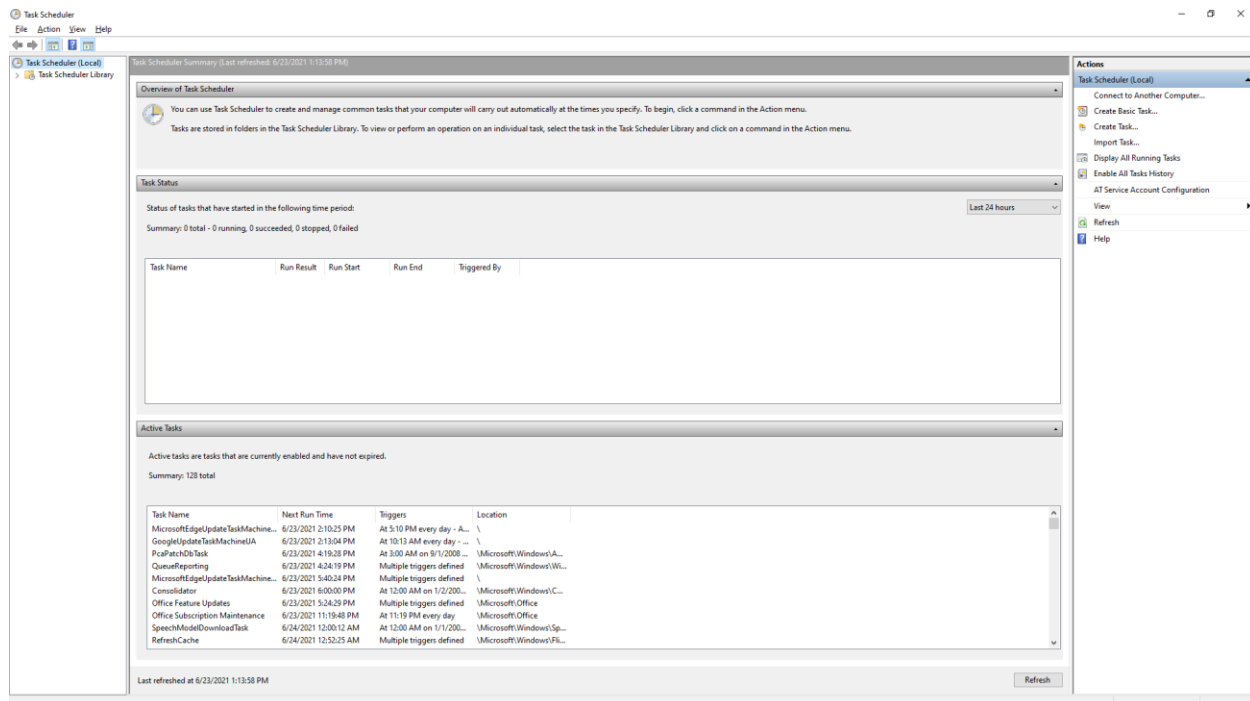 Task Scheduler
File Action View Help
Task Scheduler (Local)
Task Scheduler Library
Task Scheduler Summary (Last refreshed: 6/23/2021 1:13:58 PM)
Overview of Task Scheduler
You can use Task Scheduler to create and manage common tasks that your computer will carry out automatically at the times you specify. To begin, click a command in the Action menu.
Tasks are stored in folders in the Task Scheduler Library. To view or perform an operation on an individual task, select the task in the Task Scheduler Library and click on a command in the Action menu.
Task Status
Status of tasks that have started in the following time period:
Last 24 hours
Summary: 0 total - 0 running, 0 succeeded, 0 stopped, 0 failed
Task Name Run Result Run Start Run End Triggered By
Active Tasks
Active tasks are tasks that are currently enabled and have not expired.
Summary: 128 total
Task Name Next Run Time Triggers Location
MicrosoftEdgeUpdateTaskMachine... 6/23/2021 2:10:25 PM At 5:10 PM every day - A... \
GoogleUpdateTaskMachineUA 6/23/2021 2:13:04 PM At 10:13 AM every day - ... \
PcaPatchDbTask 6/23/2021 4:19:28 PM At 3:00 AM on 9/1/2008 ... \Microsoft\Windows\A...
QueueReporting 6/23/2021 4:24:19 PM Multiple triggers defined \Microsoft\Windows\Wi...
MicrosoftEdgeUpdateTaskMachine... 6/23/2021 5:40:24 PM Multiple triggers defined \
Consolidator 6/23/2021 6:00:00 PM At 12:00 AM on 1/2/200... \Microsoft\Windows\C...
Office Feature Updates 6/23/2021 5:24:29 PM Multiple triggers defined \Microsoft\Office
Office Subscription Maintenance 6/23/2021 11:19:48 PM At 11:19 PM every day \Microsoft\Office
SpeechModelDownloadTask 6/24/2021 12:00:12 AM At 12:00 AM on 1/1/200... \Microsoft\Windows\Sp...
RefreshCache 6/24/2021 12:52:25 AM Multiple triggers defined \Microsoft\Windows\Fli...
Last refreshed at 6/23/2021 1:13:58 PM
Refresh
Actions
Task Scheduler (Local)
Connect to Another Computer...
Create Basic Task...
Create Task...
Import Task...
Display All Running Tasks
Enable All Tasks History
AT Service Account Configuration
View
Refresh
Help